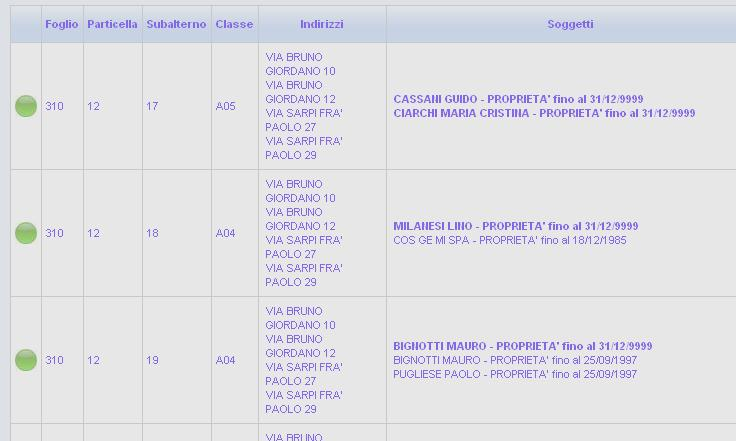 Foglio Particella Subalterno Classe Indirizzi Soggetti
310 12 17 A05
VIA BRUNO
GIORDANO 10
VIA BRUNO
GIORDANO 12
VIA SARPI FRA'
PAOLO 27
VIA SARPI FRA'
PAOLO 29
CASSANI GUIDO - PROPRIETA' fino al 31/12/9999
CIARCHI MARIA CRISTINA - PROPRIETA' fino al 31/12/9999
310 12 18 A04
VIA BRUNO
GIORDANO 10
VIA BRUNO
GIORDANO 12
VIA SARPI FRA'
PAOLO 27
VIA SARPI FRA'
PAOLO 29
MILANESI LINO - PROPRIETA' fino al 31/12/9999
COS GE MI SPA - PROPRIETA' fino al 18/12/1985
310 12 19 A04
VIA BRUNO
GIORDANO 10
VIA BRUNO
GIORDANO 12
VIA SARPI FRA'
PAOLO 27
VIA SARPI FRA'
PAOLO 29
BIGNOTTI MAURO - PROPRIETA' fino al 31/12/9999
BIGNOTTI MAURO - PROPRIETA' fino al 25/09/1997
PUGLIESE PAOLO - PROPRIETA' fino al 25/09/1997
VIA BRUNO